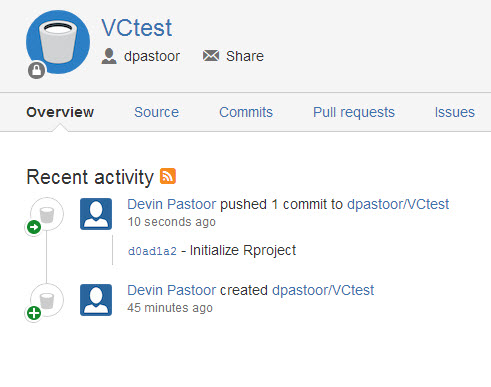 VCtest
dpastoor Share
Overview Source Commits Pull requests Issues
Recent activity
Devin Pastoor pushed 1 commit to dpastoor/VCtest
10 seconds ago
d0ad1a2 - Initialize Rproject
Devin Pastoor created dpastoor/VCtest
45 minutes ago